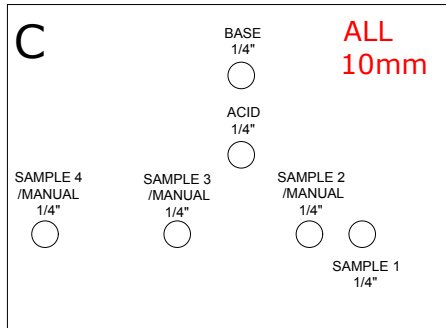 C
BASE
1/4"
ALL
10mm
ACID
1/4"
SAMPLE 4
/MANUAL
1/4"
SAMPLE 3
/MANUAL
1/4"
SAMPLE 2
/MANUAL
1/4"
SAMPLE 1
1/4"